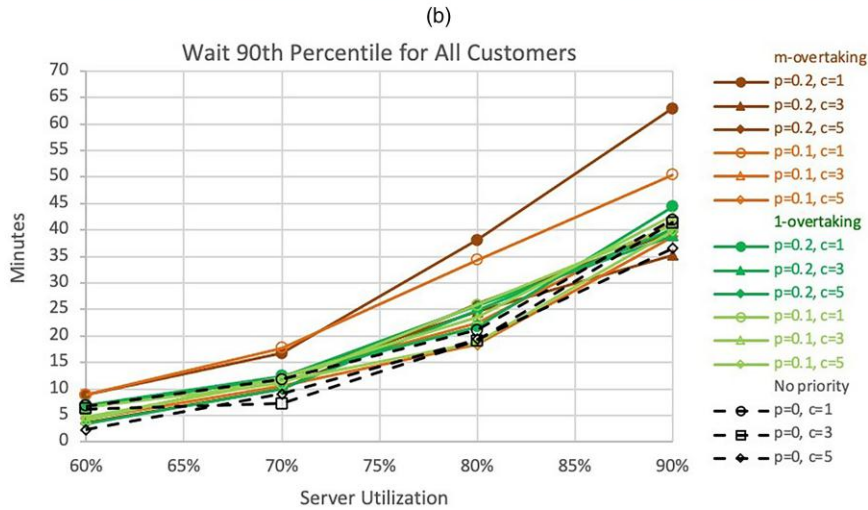 (b)
Wait 90th Percentile for All Customers
70
65
60
55
50
45
40
35
30
25
20
15
10
5
0
Minutes
60%
65%
70%
75%
80%
85%
90%
Server Utilization
m-overtaking
p=0.2, c=1
p=0.2, c=3
p=0.2, c=5
p=0.1, c=1
p=0.1, c=3
p=0.1, c=5
1-overtaking
p=0.2, c=1
p=0.2, c=3
p=0.2, c=5
p=0.1, c=1
p=0.1, c=3
p=0.1, c=5
No priority
p=0, c=1
p=0, c=3
p=0, c=5